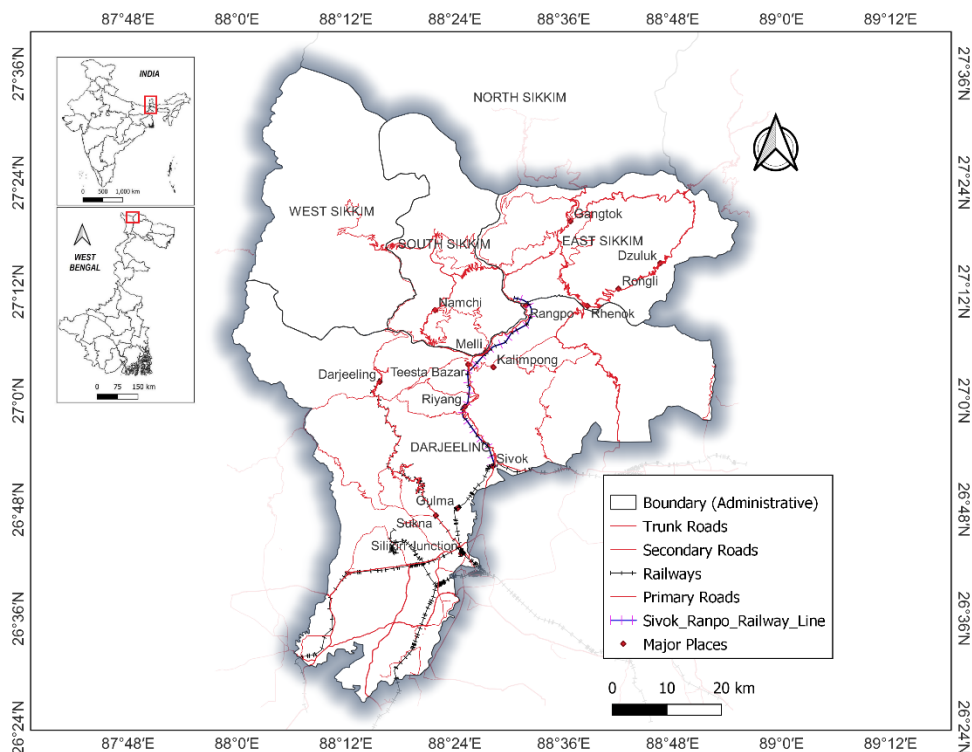 87°48'E 88°0'E 88°12'E 88°24'E 88°36'E 88°48'E 89°0'E 89°12'E
27°36'N
27°24'N
27°12'N
27°0'N
26°48'N
26°36'N
26°24'N
INDIA
0 500 1,000 km
WEST
BENGAL
0 75 150 km
NORTH SIKKIM
WEST SIKKIM
SOUTH SIKKIM
Gangtok
EAST SIKKIM
Dzuluk
Rongli
Namchi
Rangpo
Rhenok
Melli
Kalimpong
Darjeeling
Teesta Bazar
Riyang
DARJEELING
Sivok
Gulma
Sukna
Siliguri Junction
Boundary (Administrative)
Trunk Roads
Secondary Roads
Railways
Primary Roads
Sivok_Ranpo_Railway_Line
Major Places
0 10 20 km
27°36'N
27°24'N
27°12'N
27°0'N
26°48'N
26°36'N
26°24'N
87°48'E 88°0'E 88°12'E 88°24'E 88°36'E 88°48'E 89°0'E 89°12'E